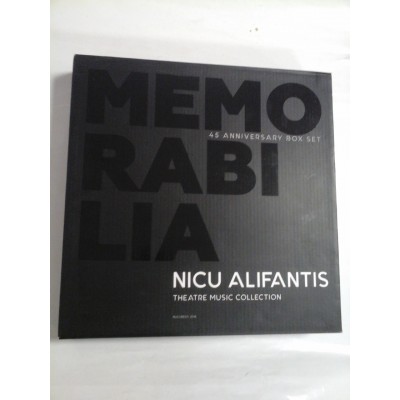 MEMO
45 ANNIVERSARY BOX SET
RABI
LIA
NICU ALIFANTIS
THEATRE MUSIC COLLECTION